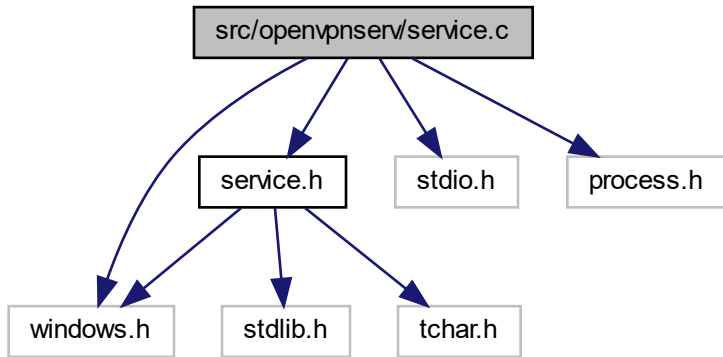 src/openvpnserv/service.c
service.h
stdio.h
process.h
windows.h
stdlib.h
tchar.h